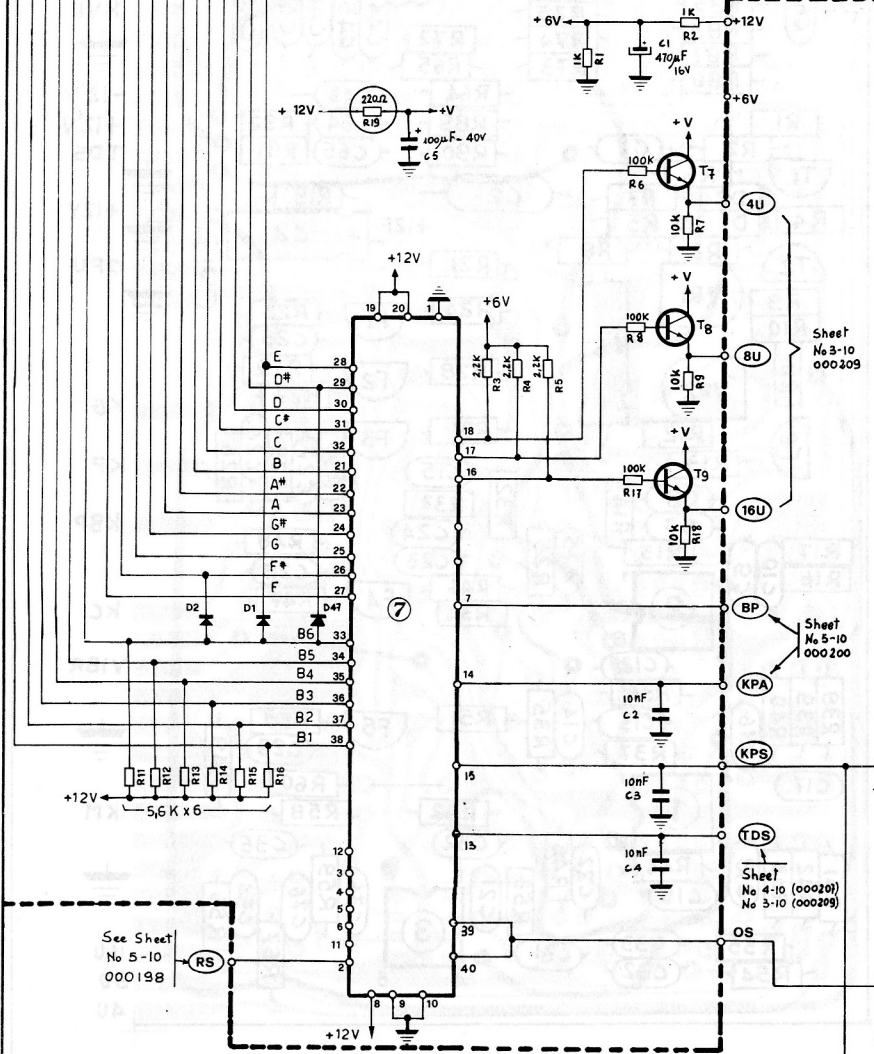 +6V
1K
R2
+12V
1K
R1
C1
470µF
16V
+6V
+ 12V
220Ω
R19
+V
100µF- 40V
C5
+ V
100K
R6
T7
4U
10K
R7
+ V
100K
R8
T8
8U
10K
R9
Sheet
No 3-10
000209
+12V
19
20
1
+6V
2,2K
R3
2,2K
R4
2,2K
R5
E
28
D#
29
D
30
C#
31
C
32
B
21
A#
22
A
23
G#
24
G
25
F#
26
F
27
18
17
16
+ V
100K
R17
T9
16U
10K
R18
D2
D1
D47
7
7
BP
Sheet
No 5-10
000200
B6
33
B5
34
B4
35
B3
36
B2
37
B1
38
14
KPA
10nF
C2
KPS
15
10nF
C3
R11
R12
R13
R14
R15
R16
+12V
5,6K x 6
13
TDS
10nF
C4
Sheet
No 4-10 (000207)
No 3-10 (000209)
12
3
4
5
6
11
2
39
40
OS
See Sheet
No 5-10
000198
RS
8
9
10
+12V